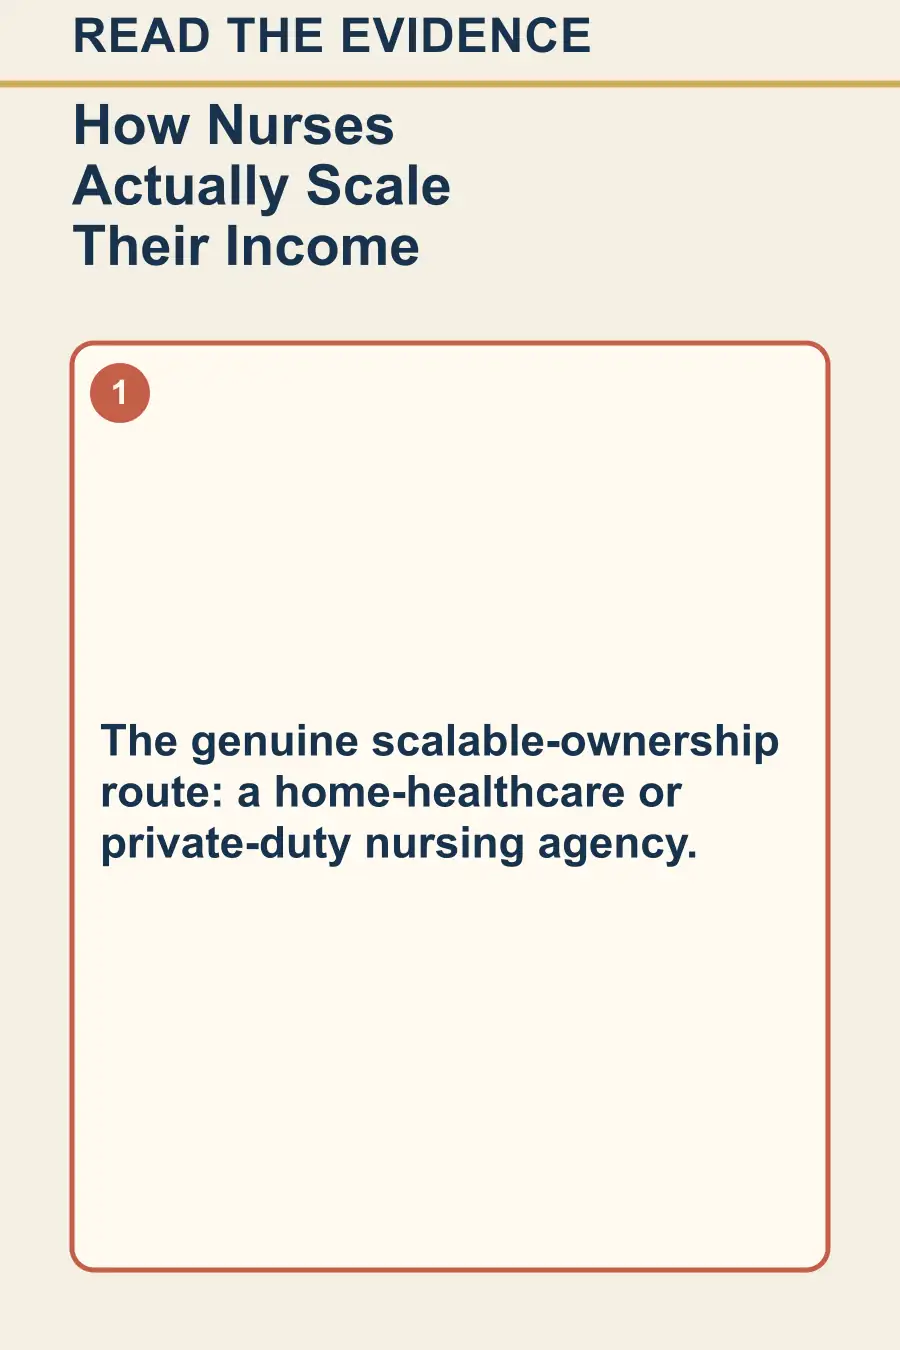 READ THE EVIDENCE
How Nurses
Actually Scale
Their Income
1
The genuine scalable-ownership
route: a home-healthcare or
private-duty nursing agency.